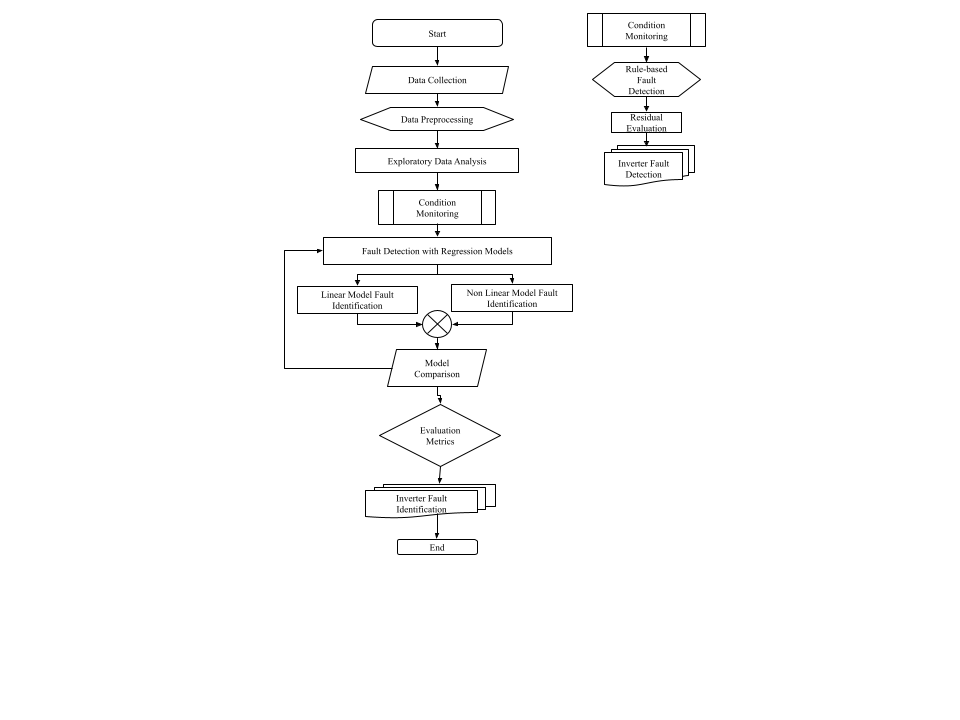 Start
Data Collection
Data Preprocessing
Exploratory Data Analysis
Condition
Monitoring
Fault Detection with Regression Models
Linear Model Fault
Identification
Non Linear Model Fault
Identification
Model
Comparison
Evaluation
Metrics
Inverter Fault
Identification
End
Condition
Monitoring
Rule-based
Fault
Detection
Residual
Evaluation
Inverter Fault
Detection